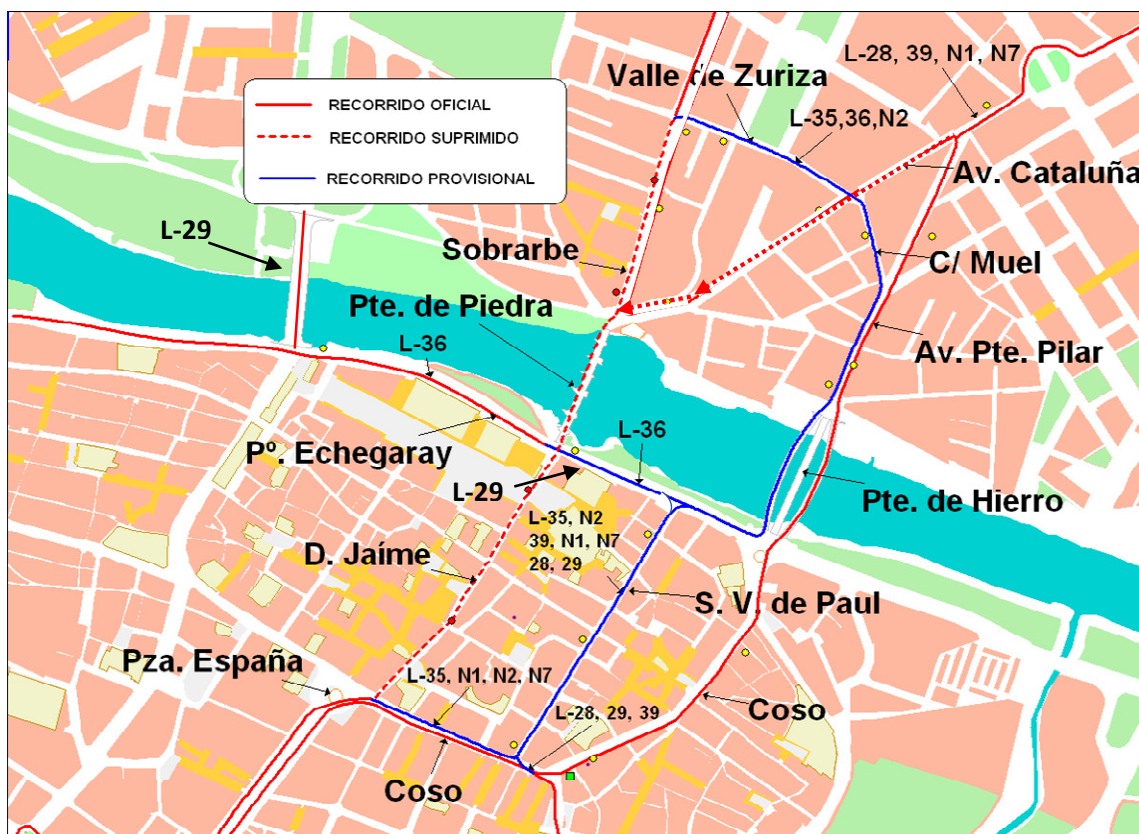 L-28, 39, N1, N7
Valle de Zuriza
RECORRIDO OFICIAL
RECORRIDO SUPRIMIDO
RECORRIDO PROVISIONAL
L-35,36,N2
Av. Cataluña
L-29
Sobrarbe
C/ Muel
Pte. de Piedra
L-36
Av. Pte. Pilar
Pº. Echegaray
L-36
L-29
Pte. de Hierro
L-35, N2
39, N1, N7
28, 29
D. Jaíme
S. V. de Paul
Pza. España
L-35, N1, N2, N7
L-28, 29, 39
Coso
Coso